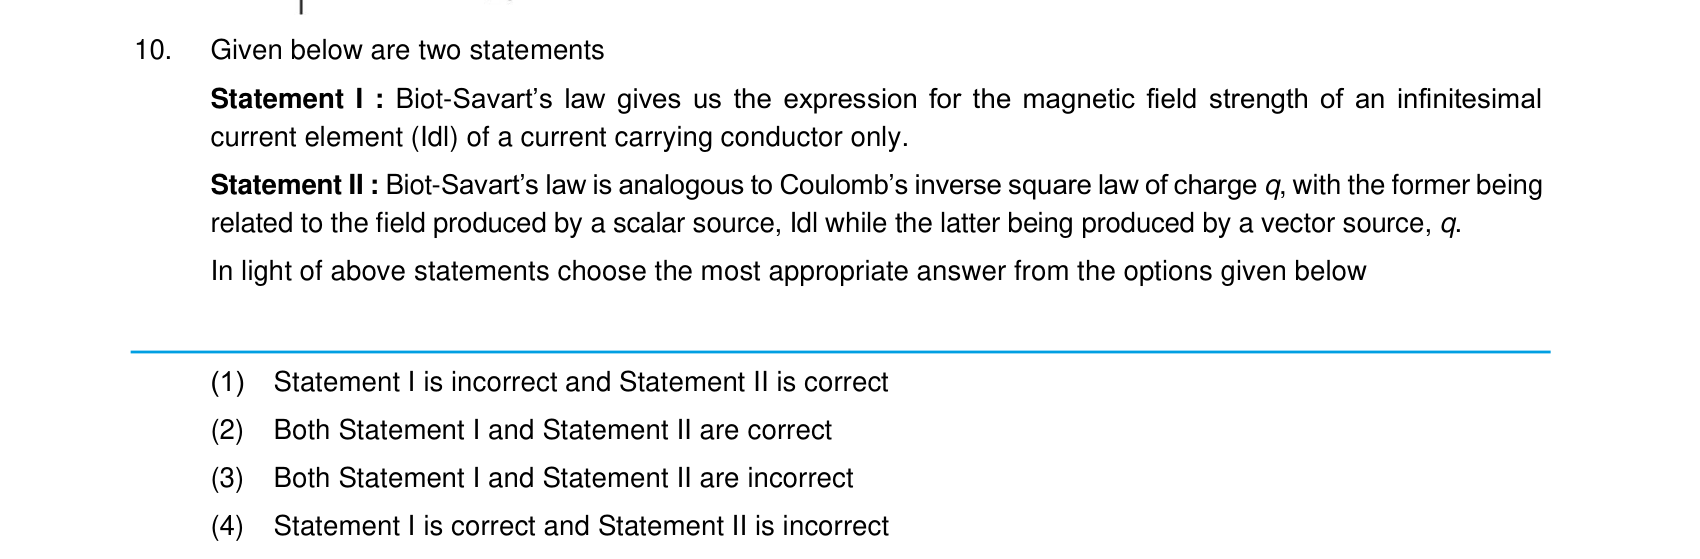 10. Given below are two statements
Statement I : Biot-Savart's law gives us the expression for the magnetic field strength of an infinitesimal
current element (Idl) of a current carrying conductor only.
Statement II : Biot-Savart's law is analogous to Coulomb's inverse square law of charge q, with the former being
related to the field produced by a scalar source, Idl while the latter being produced by a vector source, q.
In light of above statements choose the most appropriate answer from the options given below
(1) Statement I is incorrect and Statement II is correct
(2) Both Statement I and Statement II are correct
(3) Both Statement I and Statement II are incorrect
(4) Statement I is correct and Statement II is incorrect